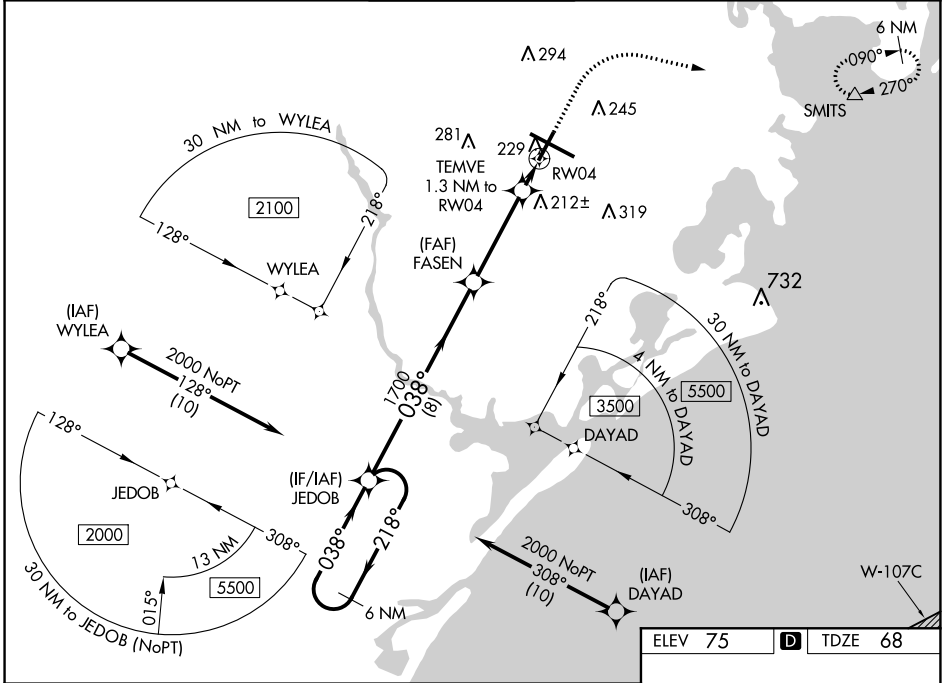 6 NM
090°
270°
SMITS
294
245
281
229
TEMVE
1.3 NM to
RW04
RW04
212±
319
30 NM to WYLEA
2100
218°
128°
WYLEA
(FAF)
FASEN
732
(IAF)
WYLEA
2000 NoPT
128°
(10)
218°
30 NM to DAYAD
4 NM to DAYAD
5500
3500
DAYAD
308°
1700
038°
(8)
128°
JEDOB
(IF/IAF)
JEDOB
308°
2000
13 NM
5500
015°
30 NM to JEDOB (NoPT)
038°
218°
6 NM
2000 NoPT
308°
(10)
(IAF)
DAYAD
W-107C
ELEV 75 D TDZE 68